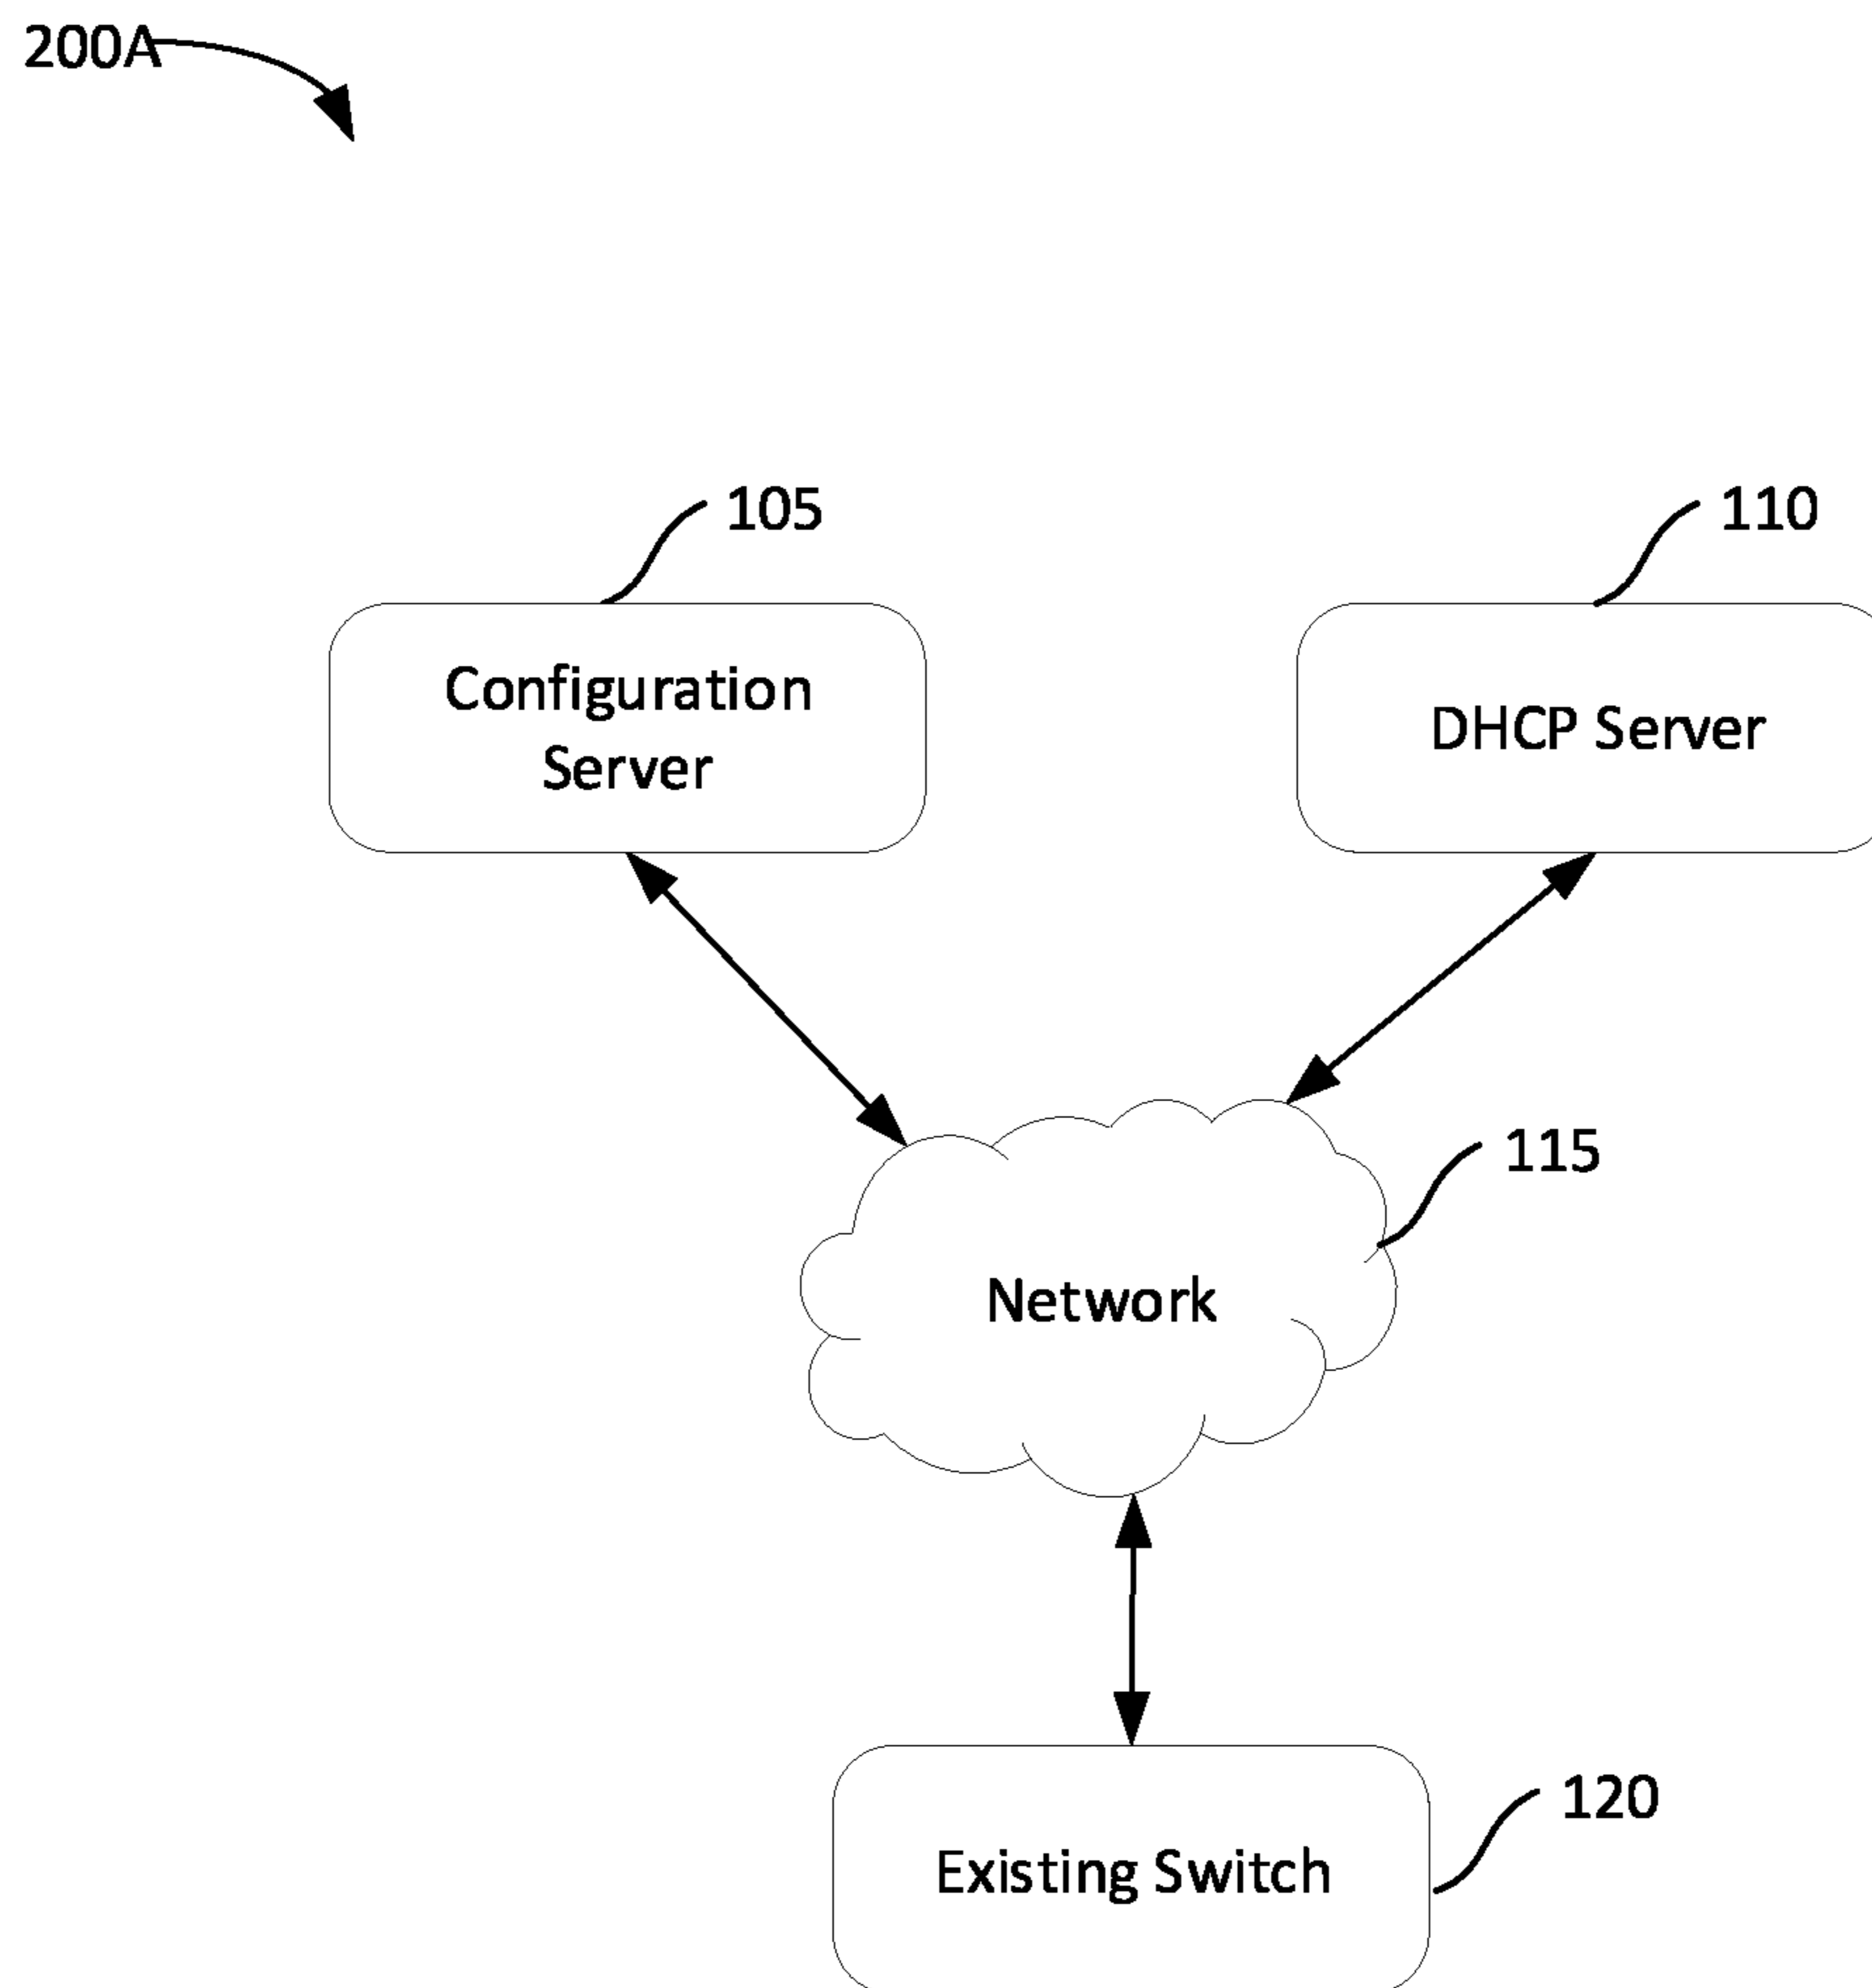 200A
105
110
Configuration
Server
DHCP Server
115
Network
120
Existing Switch